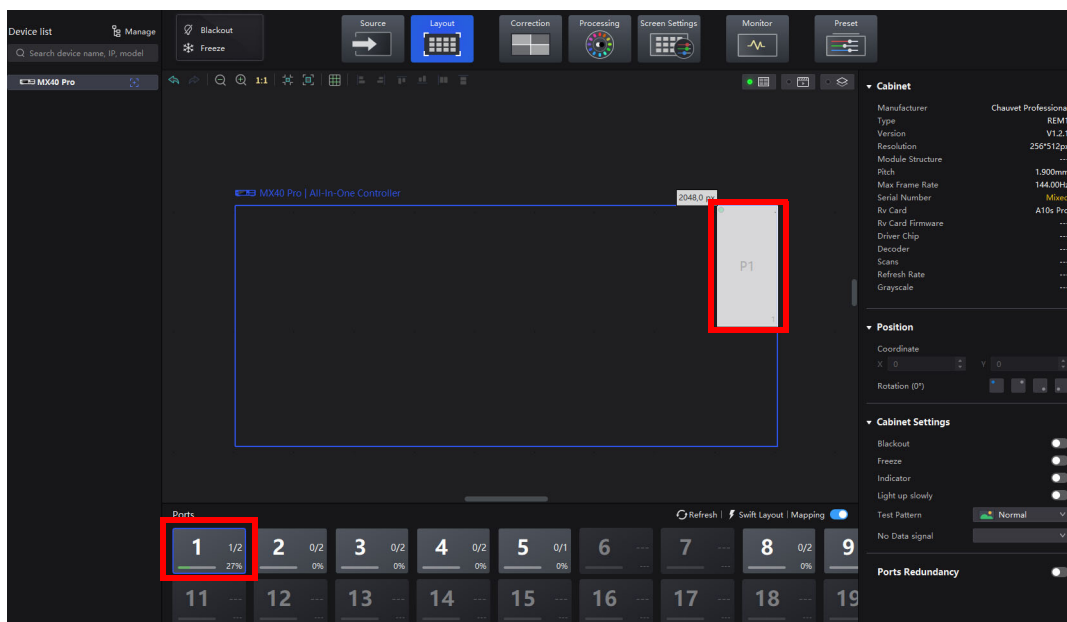 Device list Manage
Search device name, IP, model
MX40 Pro
Blackout
Freeze
Source
Layout
Correction
Processing
Screen Settings
Monitor
Preset
1:1
MX40 Pro | All-In-One Controller
2048,0 px
P1
1
Ports
Refresh | Swift Layout | Mapping
1 1/2 27%
2 0/2 0%
3 0/2 0%
4 0/2 0%
5 0/1 0%
6 --- ---
7 --- ---
8 0/2 0%
9
11 --- ---
12 --- ---
13 --- ---
14 --- ---
15 --- ---
16 --- ---
17 --- ---
18 --- ---
19
Cabinet
Manufacturer Chauvet Professiona
Type REM1
Version V1.2.1
Resolution 256*512px
Module Structure ---
Pitch 1.900mm
Max Frame Rate 144.00Hz
Serial Number Mixed
Rv Card A10s Pro
Rv Card Firmware ---
Driver Chip ---
Decoder ---
Scans ---
Refresh Rate ---
Grayscale ---
Position
Coordinate
X 0 Y 0
Rotation (0°)
Cabinet Settings
Blackout
Freeze
Indicator
Light up slowly
Test Pattern Normal
No Data signal
Ports Redundancy